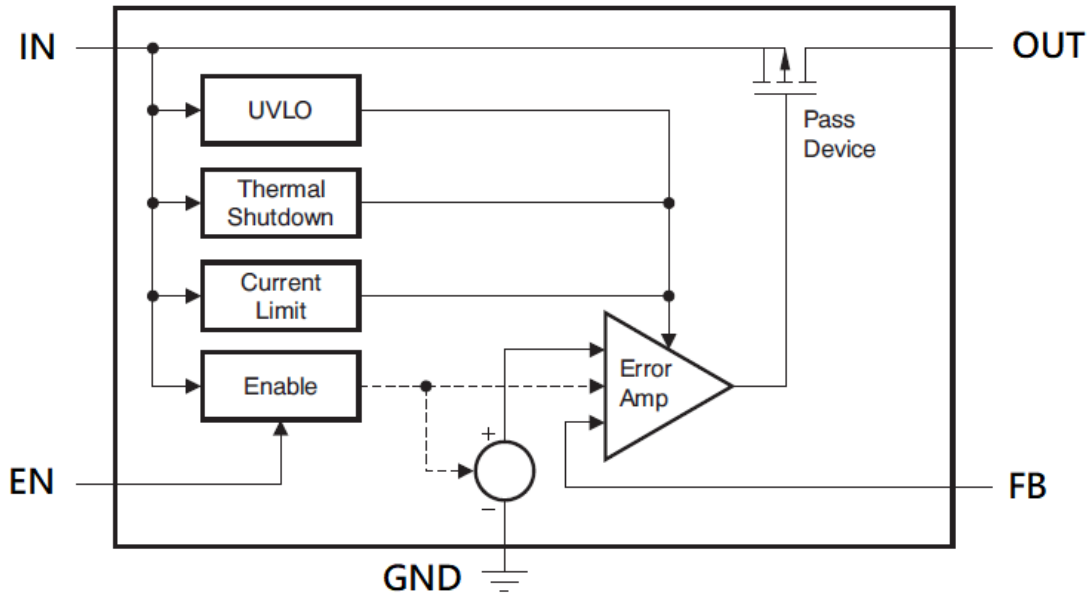 IN
OUT
UVLO
Pass
Device
Thermal
Shutdown
Current
Limit
Error
Amp
Enable
+
EN
FB
−
GND